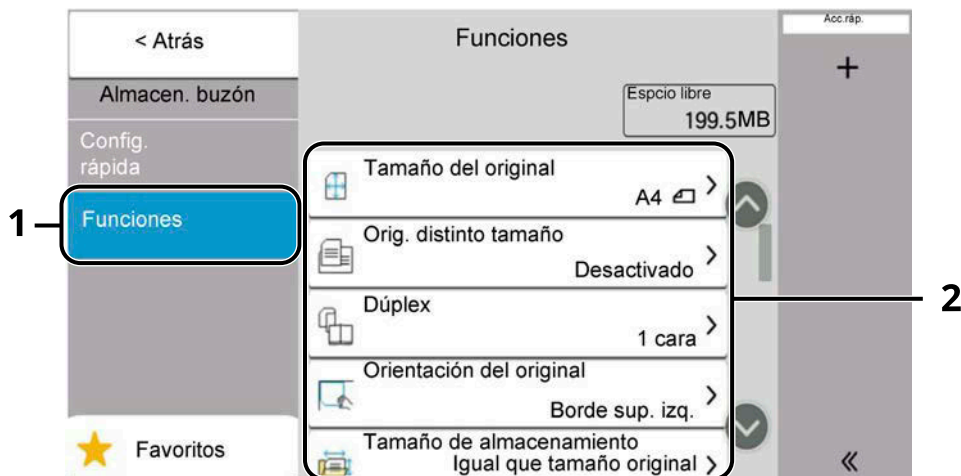 < Atrás
Funciones
Acc.ráp.
+
Almacen. buzón
Espcio libre
199.5MB
Config.
rápida
Tamaño del original
A4
1
Funciones
Orig. distinto tamaño
Desactivado
Dúplex
1 cara
2
Orientación del original
Borde sup. izq.
Favoritos
Tamaño de almacenamiento
Igual que tamaño original
«